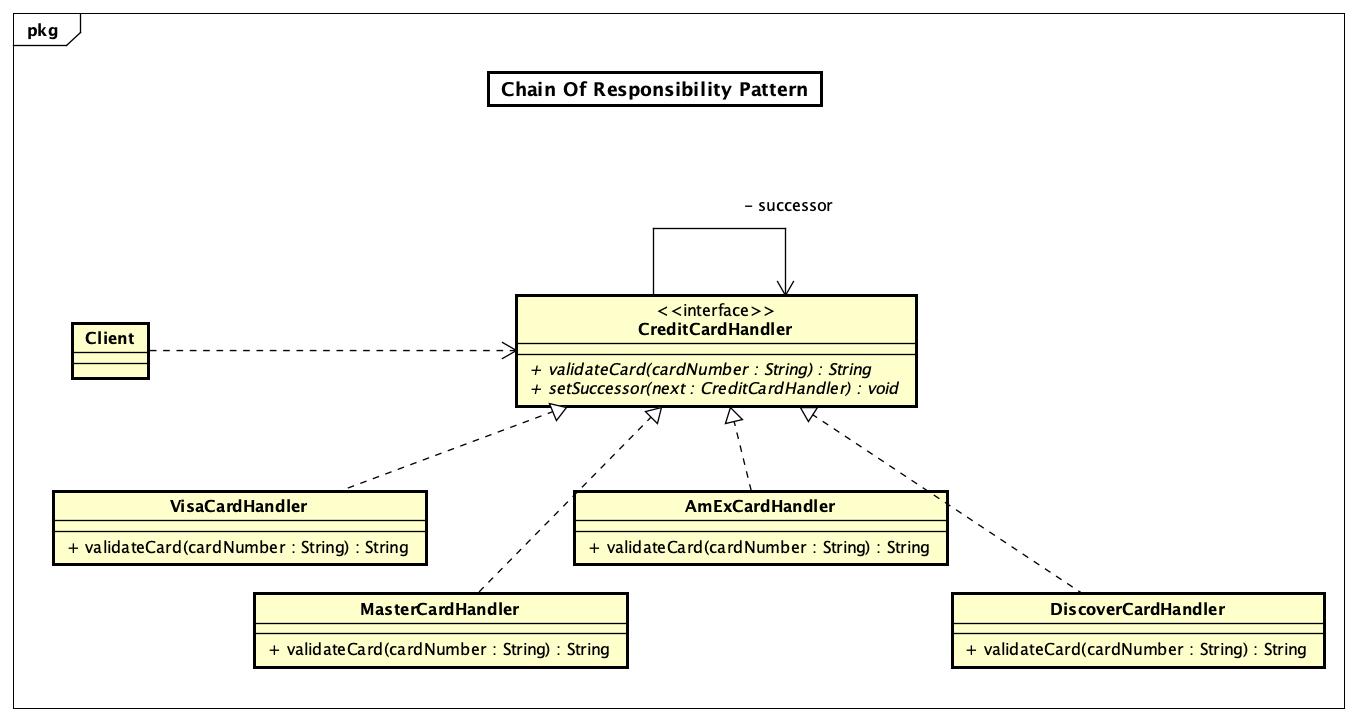 pkg
Chain Of Responsibility Pattern
- successor
<<interface>>
CreditCardHandler
Client
+ validateCard(cardNumber : String) : String
+ setSuccessor(next : CreditCardHandler) : void
VisaCardHandler
+ validateCard(cardNumber : String) : String
AmExCardHandler
+ validateCard(cardNumber : String) : String
MasterCardHandler
+ validateCard(cardNumber : String) : String
DiscoverCardHandler
+ validateCard(cardNumber : String) : String